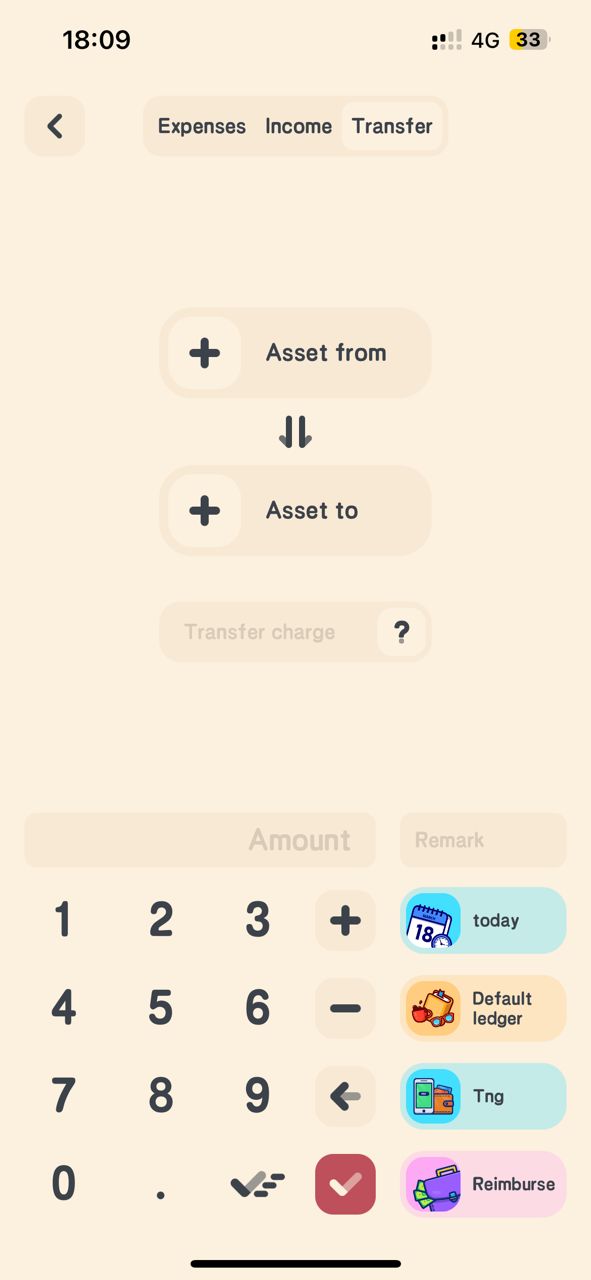 18:09
4G
33
Expenses Income Transfer
Asset from
Asset to
Transfer charge ?
Amount
Remark
1 2 3 +
18
today
4 5 6 −
Default
ledger
7 8 9
Tng
0 .
Reimburse